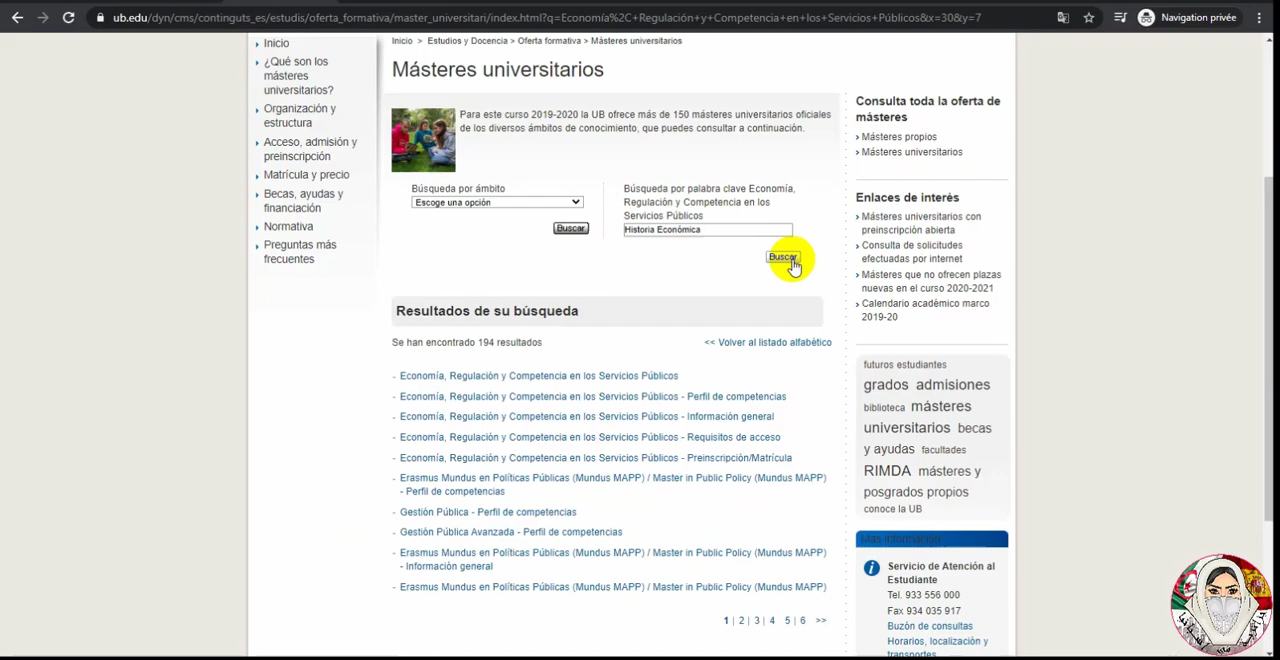 ub.edu/dyn/cms/continguts_es/estudis/oferta_formativa/master_universitari/index.html?q=Economía%2C+Regulación+y+Competencia+en+los+Servicios+Públicos&x=30&y=7
Navigation privée
Inicio
¿Qué son los
másteres
universitarios?
Organización y
estructura
Acceso, admisión y
preinscripción
Matrícula y precio
Becas, ayudas y
financiación
Normativa
Preguntas más
frecuentes
Inicio > Estudios y Docencia > Oferta formativa > Másteres universitarios
Másteres universitarios
Para este curso 2019-2020 la UB ofrece más de 150 másteres universitarios oficiales
de los diversos ámbitos de conocimiento, que puedes consultar a continuación.
Búsqueda por ámbito
Escoge una opción
Buscar
Búsqueda por palabra clave Economía,
Regulación y Competencia en los
Servicios Públicos
Historia Económica
Buscar
Resultados de su búsqueda
Se han encontrado 194 resultados
<< Volver al listado alfabético
- Economía, Regulación y Competencia en los Servicios Públicos
- Economía, Regulación y Competencia en los Servicios Públicos - Perfil de competencias
- Economía, Regulación y Competencia en los Servicios Públicos - Información general
- Economía, Regulación y Competencia en los Servicios Públicos - Requisitos de acceso
- Economía, Regulación y Competencia en los Servicios Públicos - Preinscripción/Matrícula
- Erasmus Mundus en Políticas Públicas (Mundus MAPP) / Master in Public Policy (Mundus MAPP)
- Perfil de competencias
- Gestión Pública - Perfil de competencias
- Gestión Pública Avanzada - Perfil de competencias
- Erasmus Mundus en Políticas Públicas (Mundus MAPP) / Master in Public Policy (Mundus MAPP)
- Información general
- Erasmus Mundus en Políticas Públicas (Mundus MAPP) / Master in Public Policy (Mundus MAPP)
1 | 2 | 3 | 4 5 | 6 >>
Consulta toda la oferta de
másteres
Másteres propios
Másteres universitarios
Enlaces de interés
Másteres universitarios con
preinscripción abierta
Consulta de solicitudes
efectuadas por internet
Másteres que no ofrecen plazas
nuevas en el curso 2020-2021
Calendario académico marco
2019-20
futuros estudiantes
grados admisiones
biblioteca másteres
universitarios becas
y ayudas facultades
RIMDA másteres y
posgrados propios
conoce la UB
Más información
Servicio de Atención al
Estudiante
Tel. 933 556 000
Fax 934 035 917
Buzón de consultas
Horarios, localización y
transportes